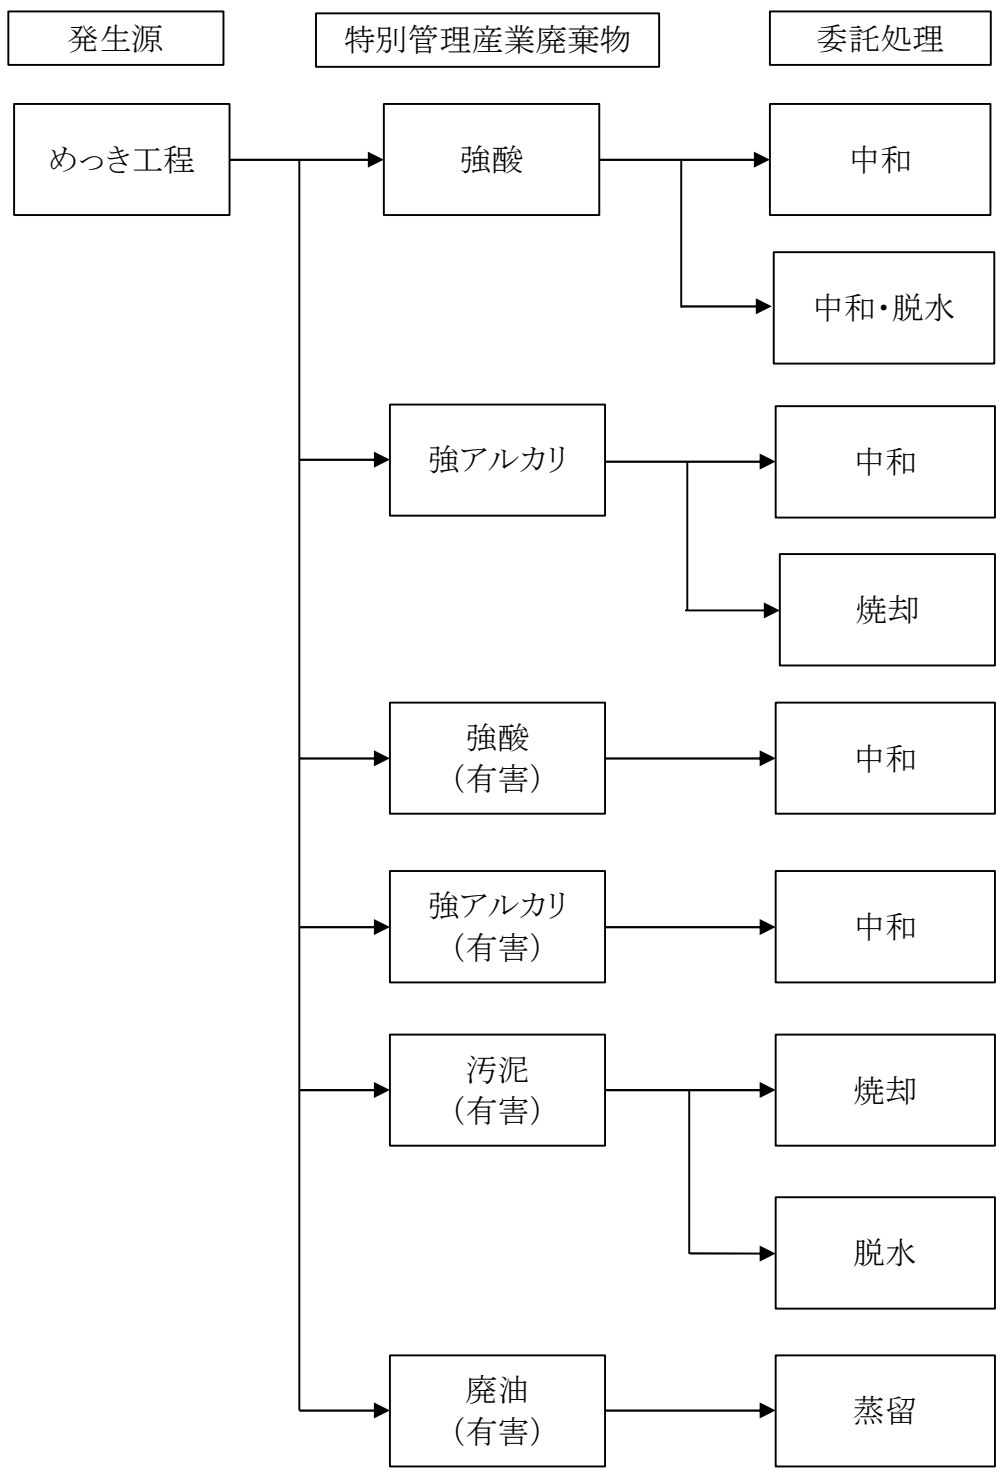 発生源
特別管理産業廃棄物
委託処理
めっき工程
強酸
中和
中和・脱水
強アルカリ
中和
焼却
強酸
(有害)
中和
強アルカリ
(有害)
中和
汚泥
(有害)
焼却
脱水
廃油
(有害)
蒸留